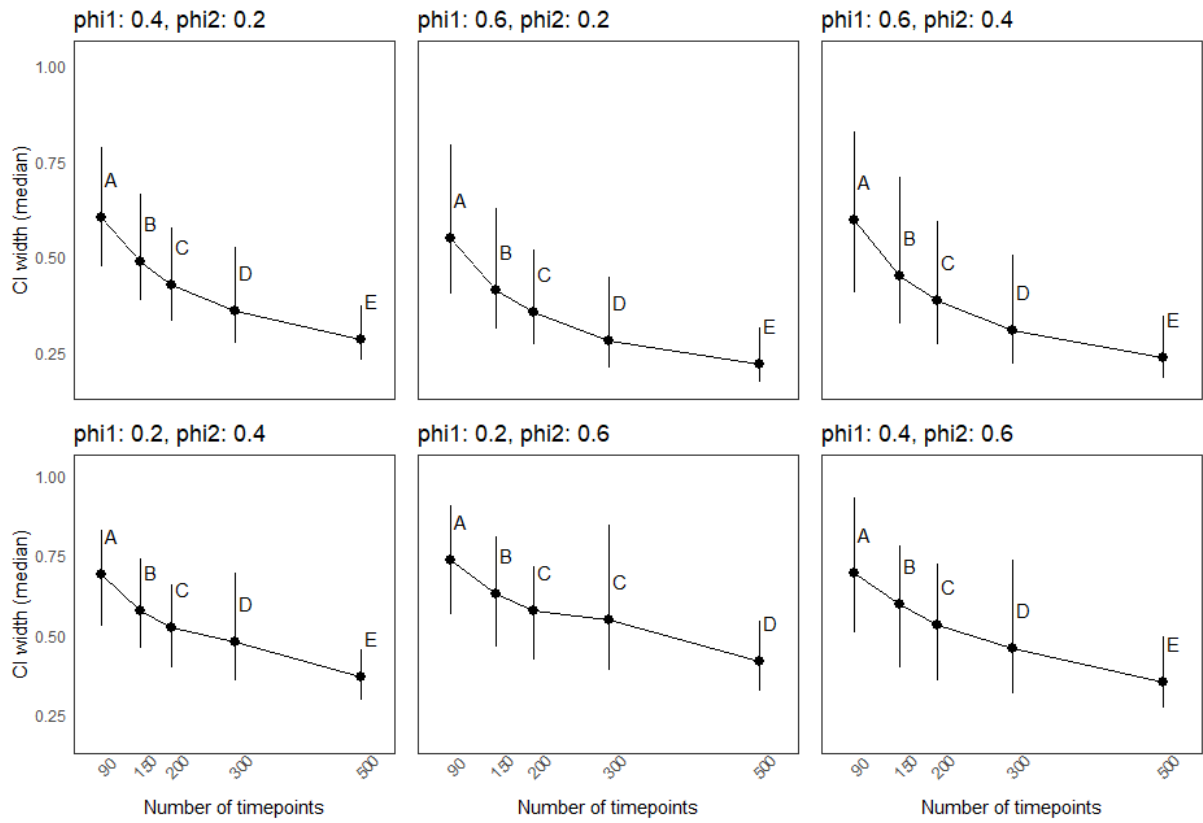 phi1: 0.4, phi2: 0.2
phi1: 0.6, phi2: 0.2
phi1: 0.6, phi2: 0.4
CI width (median)
1.00
0.75
0.50
0.25
A
B
C
D
E
A
B
C
D
E
A
B
C
D
E
phi1: 0.2, phi2: 0.4
phi1: 0.2, phi2: 0.6
phi1: 0.4, phi2: 0.6
CI width (median)
1.00
0.75
0.50
0.25
A
B
C
D
E
A
B
C
C
D
A
B
C
D
E
90 150 200 300 500
90 150 200 300 500
90 150 200 300 500
Number of timepoints
Number of timepoints
Number of timepoints